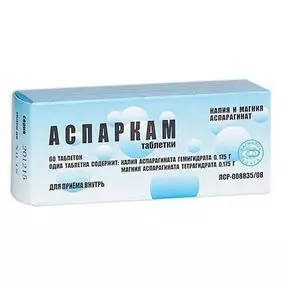 КАЛИЯ И МАГНИЯ
АСПАРАГИНАТ
АСПАРКАМ
таблетки
60 ТАБЛЕТОК
ОДНА ТАБЛЕТКА СОДЕРЖИТ: КАЛИЯ АСПАРАГИНАТА ГЕМИГИДРАТА 0,175 Г
МАГНИЯ АСПАРАГИНАТА ТЕТРАГИДРАТА 0,175 Г
ДЛЯ ПРИЁМА ВНУТРЬ
ЛСР-008835/08